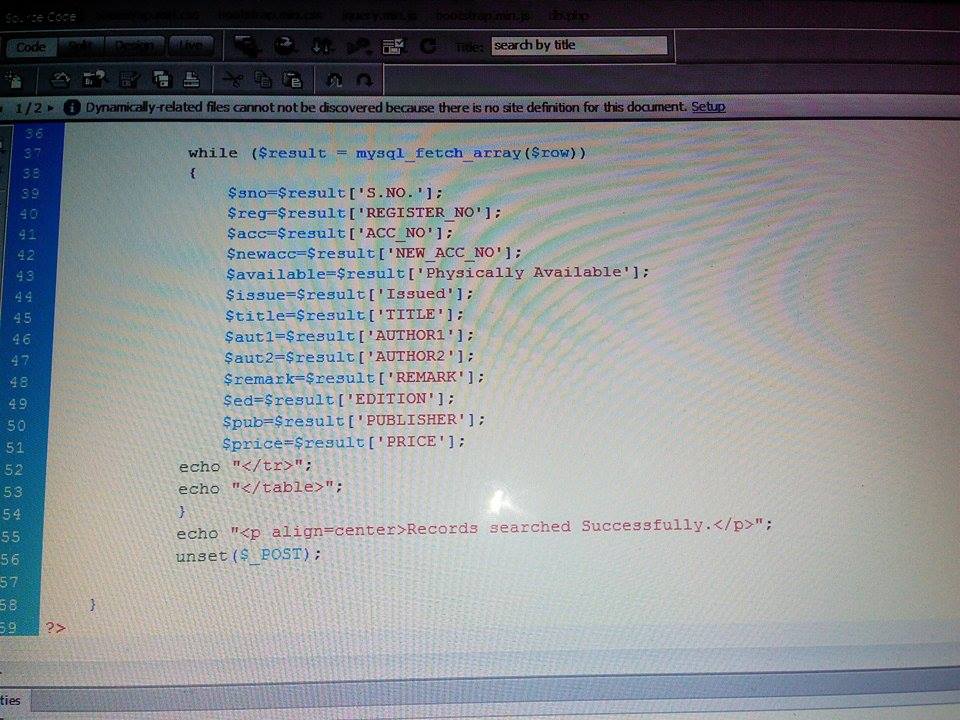 Source Code jquery.min.js bootstrap.min.js db.php
Code Split Design Live Title: search by title
1/2 Dynamically-related files cannot not be discovered because there is no site definition for this document. Setup
36
37 while ($result = mysql_fetch_array($row))
38 {
39 $sno=$result['S.NO.'];
40 $reg=$result['REGISTER_NO'];
41 $acc=$result['ACC_NO'];
42 $newacc=$result['NEW_ACC_NO'];
43 $available=$result['Physically Available'];
44 $issue=$result['Issued'];
45 $title=$result['TITLE'];
46 $aut1=$result['AUTHOR1'];
47 $aut2=$result['AUTHOR2'];
48 $remark=$result['REMARK'];
49 $ed=$result['EDITION'];
50 $pub=$result['PUBLISHER'];
51 $price=$result['PRICE'];
52 echo "</tr>";
53 echo "</table>";
54 }
55 echo "<p align=center>Records searched Successfully.</p>";
56 unset($_POST);
57
58 }
59 ?>
ties